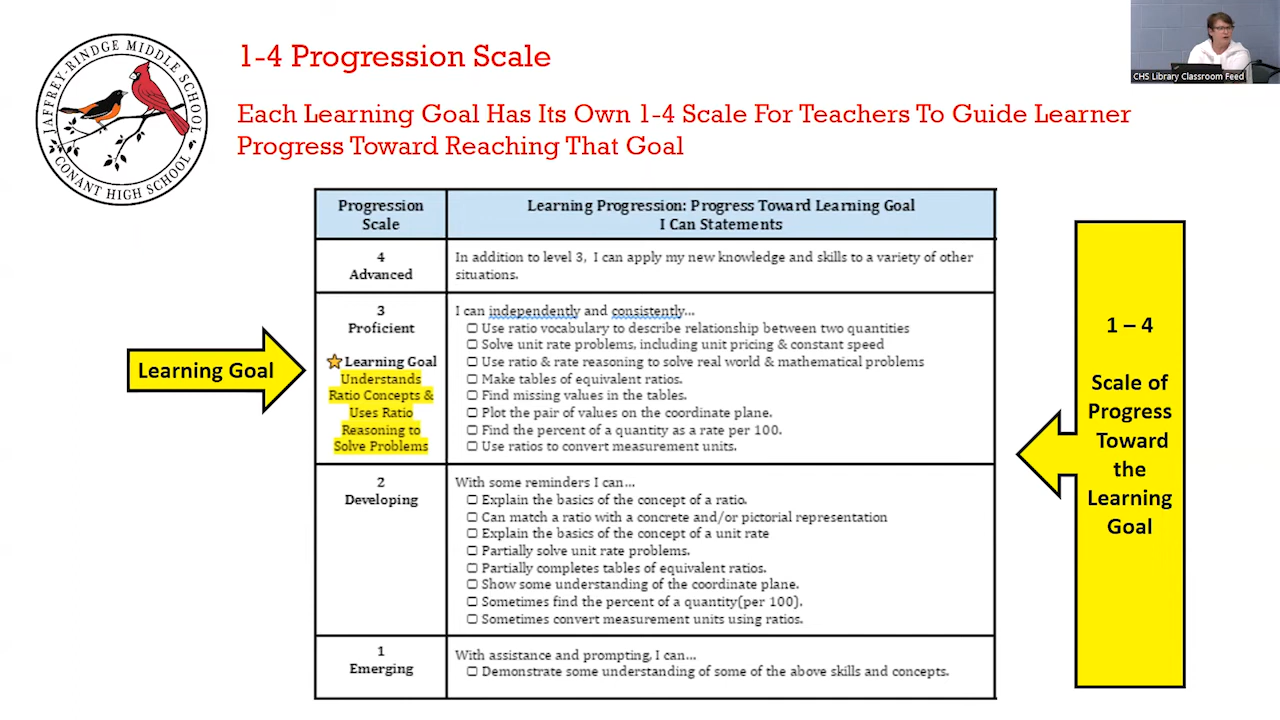 JAFFREY-RINDGE MIDDLE SCHOOL
CONANT HIGH SCHOOL
1-4 Progression Scale
CHS Library Classroom Feed
Each Learning Goal Has Its Own 1-4 Scale For Teachers To Guide Learner
Progress Toward Reaching That Goal
Progression
Scale
Learning Progression: Progress Toward Learning Goal
I Can Statements
4
Advanced
In addition to level 3, I can apply my new knowledge and skills to a variety of other
situations.
3
Proficient
Learning Goal
Understands
Ratio Concepts &
Uses Ratio
Reasoning to
Solve Problems
I can independently and consistently...
Use ratio vocabulary to describe relationship between two quantities
Solve unit rate problems, including unit pricing & constant speed
Use ratio & rate reasoning to solve real world & mathematical problems
Make tables of equivalent ratios.
Find missing values in the tables.
Plot the pair of values on the coordinate plane.
Find the percent of a quantity as a rate per 100.
Use ratios to convert measurement units.
2
Developing
With some reminders I can...
Explain the basics of the concept of a ratio.
Can match a ratio with a concrete and/or pictorial representation
Explain the basics of the concept of a unit rate
Partially solve unit rate problems.
Partially completes tables of equivalent ratios.
Show some understanding of the coordinate plane.
Sometimes find the percent of a quantity(per 100).
Sometimes convert measurement units using ratios.
1
Emerging
With assistance and prompting, I can...
Demonstrate some understanding of some of the above skills and concepts.
Learning Goal
1 – 4
Scale of
Progress
Toward
the
Learning
Goal